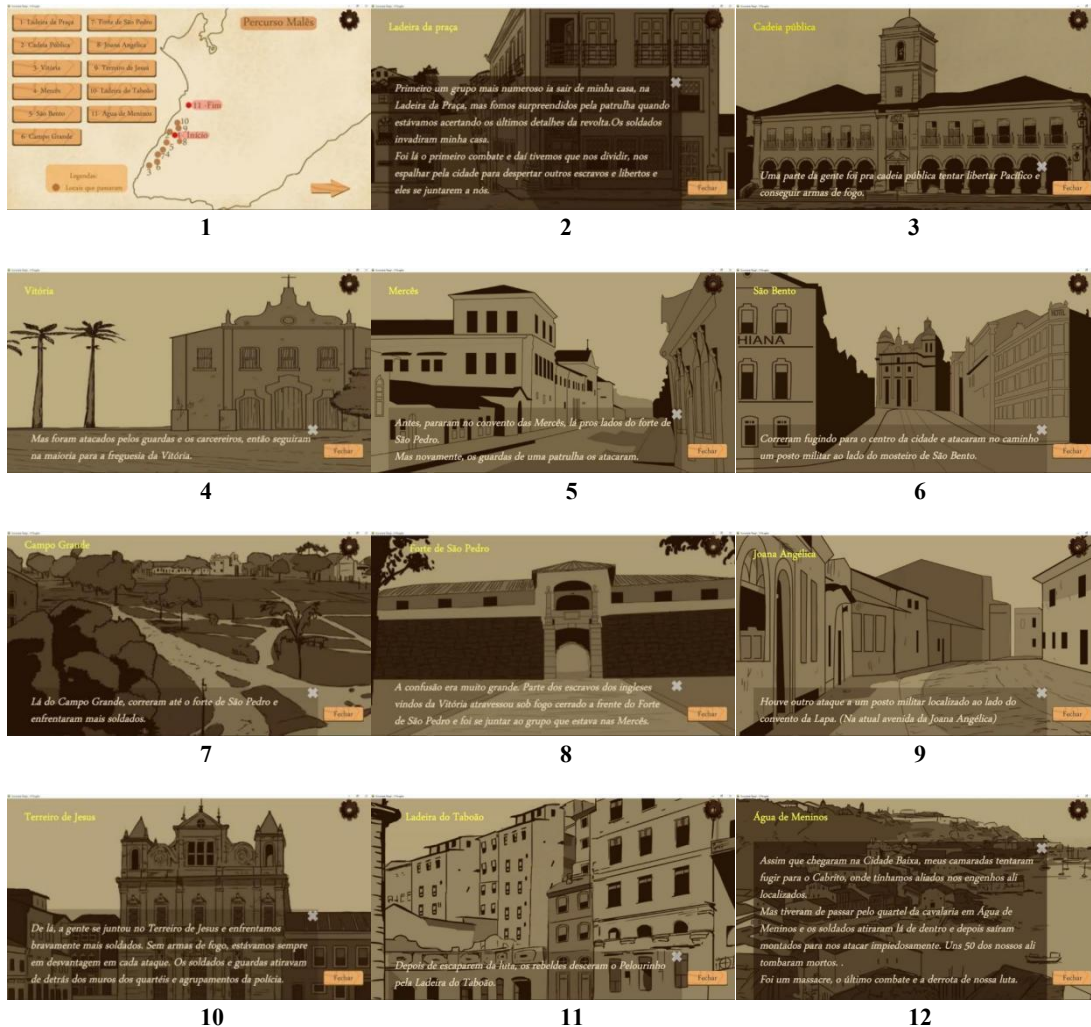 1- Ladeira da Praça
7- Forte de São Pedro
Percurso Malês
2- Cadeia Pública
8- Joana Angélica
3- Vitória
9- Terreiro de Jesus
4- Mercês
10- Ladeira do Taboão
5- São Bento
11- Água de Meninos
6- Campo Grande
11 -Fim
10
9
Início
8
5
4
6
3
Legendas:
Locais que passaram
1
Ladeira da praça
Primeiro um grupo mais numeroso ia sair de minha casa, na
Ladeira da Praça, mas fomos surpreendidos pela patrulha quando
estávamos acertando os últimos detalhes da revolta.Os soldados
invadiram minha casa.
Foi lá o primeiro combate e daí tivemos que nos dividir, nos
espalhar pela cidade para despertar outros escravos e libertos e
eles se juntarem a nós.
Fechar
2
Cadeia pública
Uma parte da gente foi pra cadeia pública tentar libertar Pacífico e
conseguir armas de fogo.
Fechar
3
Vitória
Mas foram atacados pelos guardas e os carcereiros, então seguiram
na maioria para a freguesia da Vitória.
Fechar
4
Mercês
Antes, pararam no convento das Mercês, lá pros lados do forte de
São Pedro.
Mas novamente, os guardas de uma patrulha os atacaram.
Fechar
5
São Bento
HIANA
HOTEL
Correram fugindo para o centro da cidade e atacaram no caminho
um posto militar ao lado do mosteiro de São Bento.
Fechar
6
Campo Grande
Lá do Campo Grande, correram até o forte de São Pedro e
enfrentaram mais soldados.
Fechar
7
Forte de São Pedro
A confusão era muito grande. Parte dos escravos dos ingleses
vindos da Vitória atravessou sob fogo cerrado a frente do Forte
de São Pedro e foi se juntar ao grupo que estava nas Mercês.
Fechar
8
Joana Angélica
Houve outro ataque a um posto militar localizado ao lado do
convento da Lapa. (Na atual avenida da Joana Angélica)
Fechar
9
Terreiro de Jesus
De lá, a gente se juntou no Terreiro de Jesus e enfrentamos
bravamente mais soldados. Sem armas de fogo, estávamos sempre
em desvantagem em cada ataque. Os soldados e guardas atiravam
de detrás dos muros dos quartéis e agrupamentos da polícia.
Fechar
10
Ladeira do Taboão
Depois de escaparem da luta, os rebeldes desceram o Pelourinho
pela Ladeira do Taboão.
Fechar
11
Água de Meninos
Assim que chegaram na Cidade Baixa, meus camaradas tentaram
fugir para o Cabrito, onde tínhamos aliados nos engenhos ali
localizados.
Mas tiveram de passar pelo quartel da cavalaria em Água de
Meninos e os soldados atiraram lá de dentro e depois saíram
montados para nos atacar impiedosamente. Uns 50 dos nossos ali
tombaram mortos. .
Foi um massacre, o último combate e a derrota de nossa luta.
Fechar
12